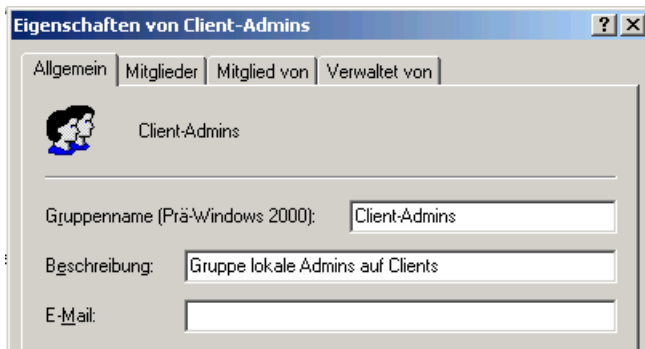 Eigenschaften von Client-Admins
Allgemein Mitglieder Mitglied von Verwaltet von
Client-Admins
Gruppenname (Prä-Windows 2000): Client-Admins
Beschreibung: Gruppe lokale Admins auf Clients
E-Mail: